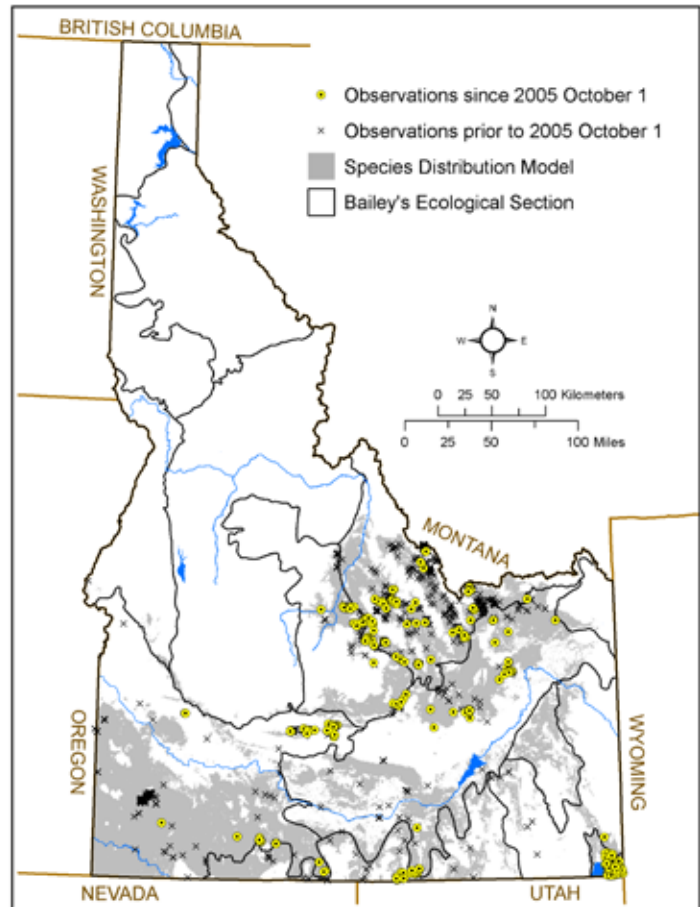 BRITISH COLUMBIA
Observations since 2005 October 1
Observations prior to 2005 October 1
Species Distribution Model
Bailey's Ecological Section
WASHINGTON
N
W E
S
0 25 50 100 Kilometers
0 25 50 100 Miles
MONTANA
OREGON
WYOMING
NEVADA
UTAH